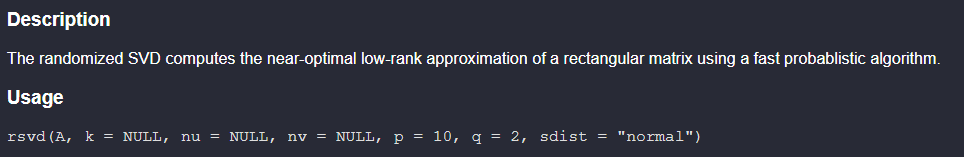 Description
The randomized SVD computes the near-optimal low-rank approximation of a rectangular matrix using a fast probablistic algorithm.
Usage
rsvd(A, k = NULL, nu = NULL, nv = NULL, p = 10, q = 2, sdist = "normal")